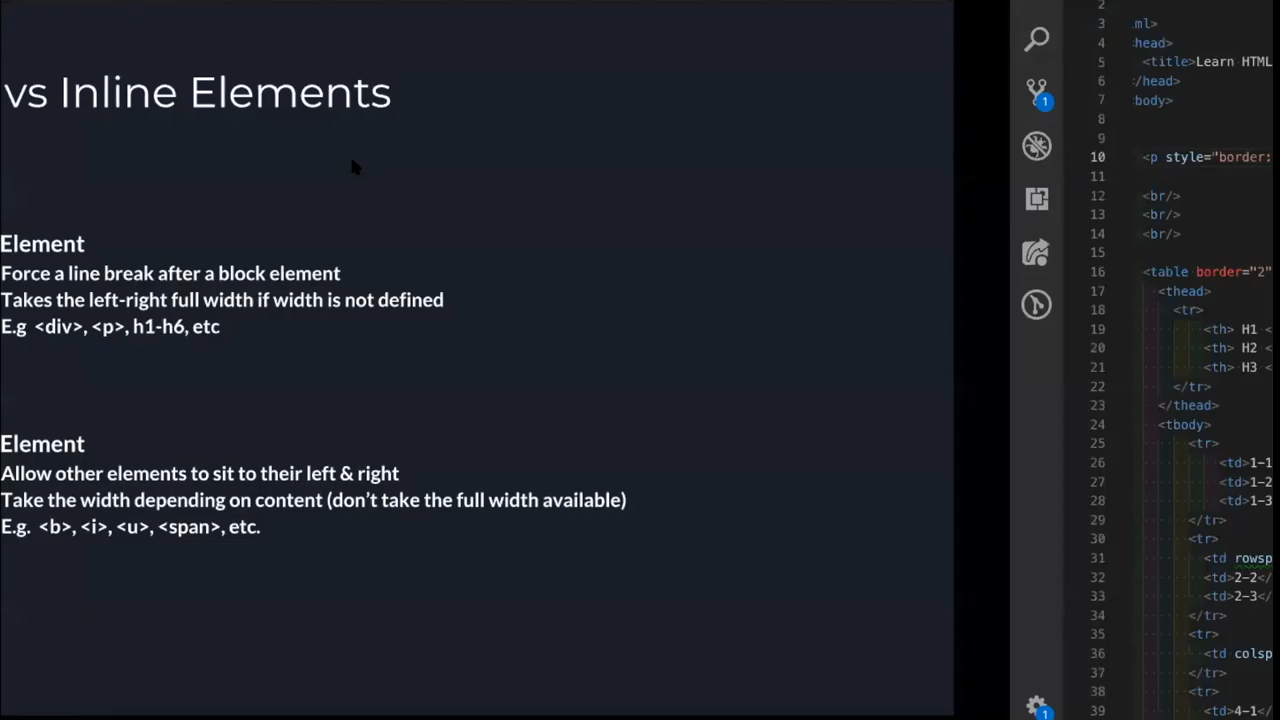 vs Inline Elements
Element
Force a line break after a block element
Takes the left-right full width if width is not defined
E.g <div>, <p>, h1-h6, etc
Element
Allow other elements to sit to their left & right
Take the width depending on content (don’t take the full width available)
E.g. <b>, <i>, <u>, <span>, etc.
1
1
2
3 ml>
4 head>
5 <title>Learn HTML
6 /head>
7 body>
8
9
10 <p style="border:
11
12 <br/>
13 <br/>
14 <br/>
15
16 <table border="2"
17 <thead>
18 <tr>
19 <th> H1 <
20 <th> H2 <
21 <th> H3 <
22 </tr>
23 </thead>
24 <tbody>
25 <tr>
26 <td>1-1
27 <td>1-2
28 <td>1-3
29 </tr>
30 <tr>
31 <td rowsp
32 <td>2-2</
33 <td>2-3</
34 </tr>
35 <tr>
36 <td colsp
37 </tr>
38 <tr>
39 <td>4-1</